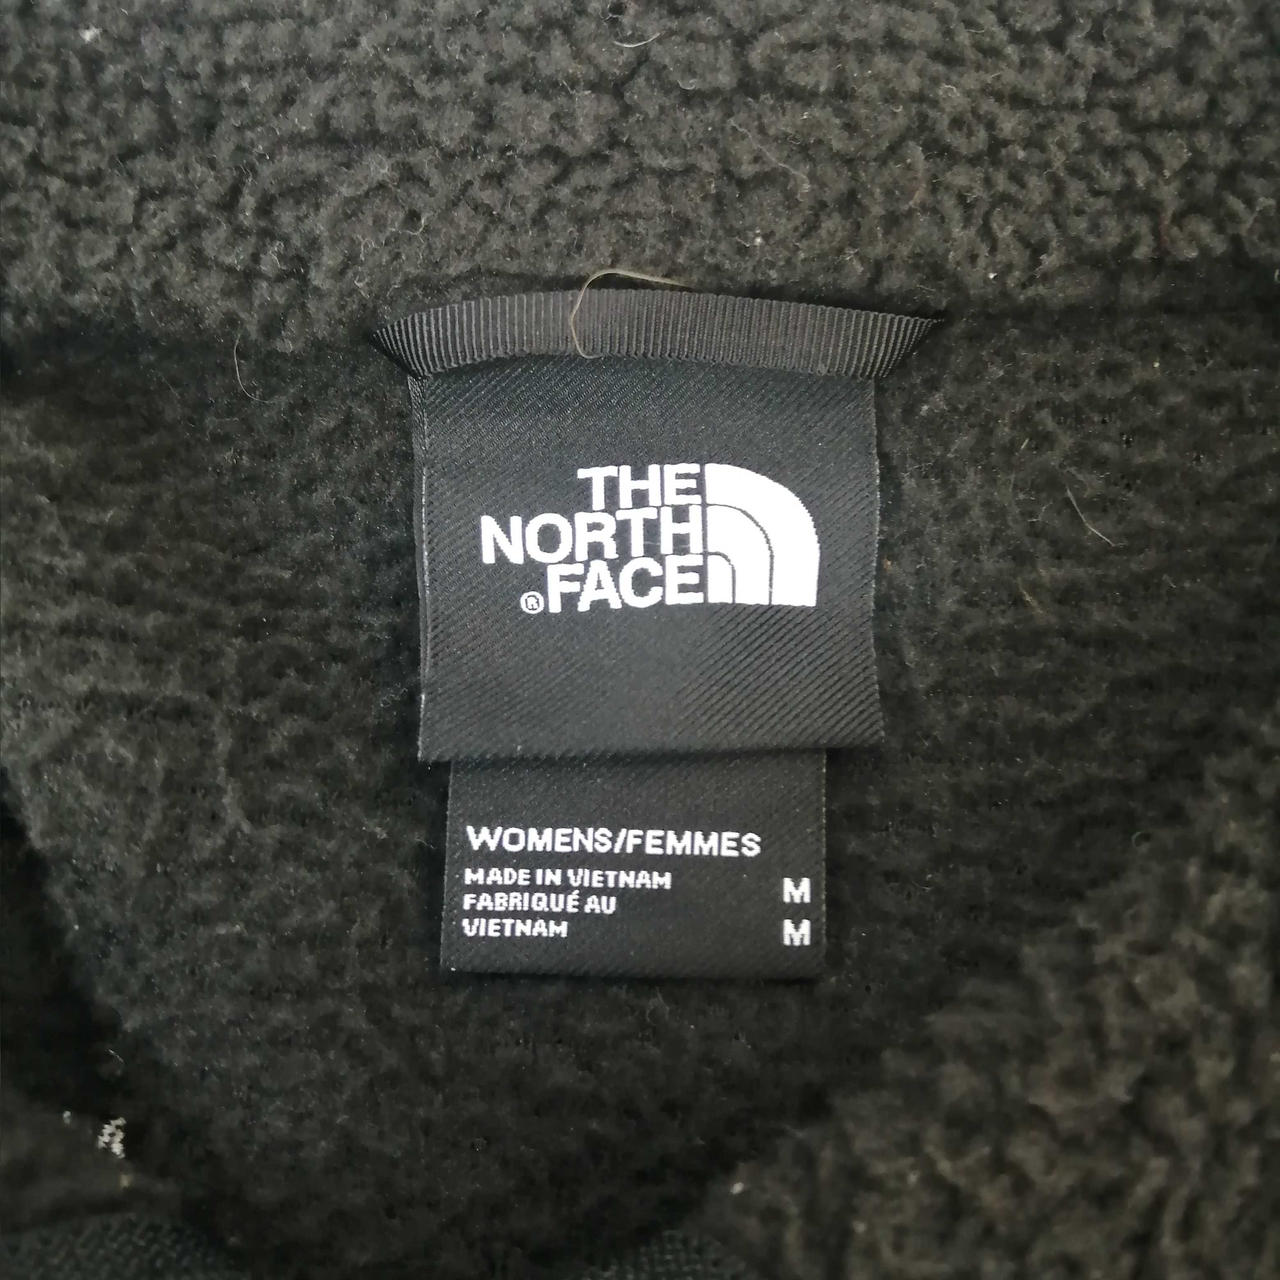 THE
NORTH
®FACE
WOMENS/FEMMES
MADE IN VIETNAM M
FABRIQUÉ AU
VIETNAM M